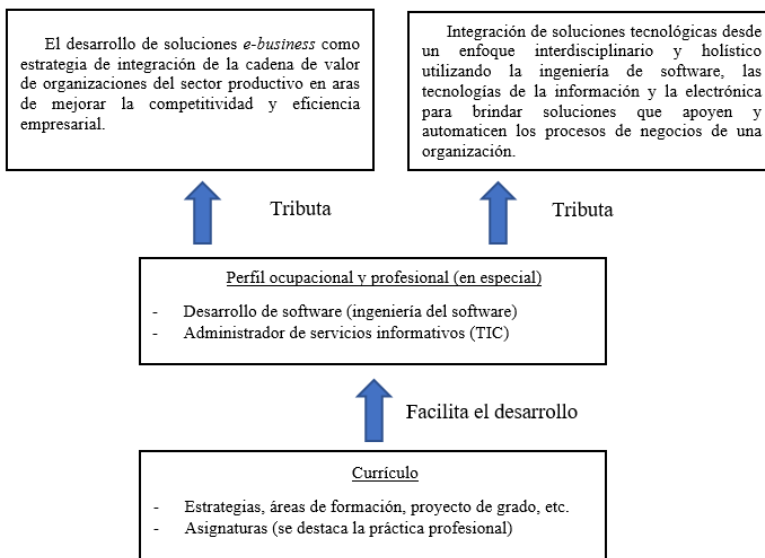 El desarrollo de soluciones e-business como
estrategia de integración de la cadena de valor
de organizaciones del sector productivo en aras
de mejorar la competitividad y eficiencia
empresarial.
Integración de soluciones tecnológicas desde
un enfoque interdisciplinario y holístico
utilizando la ingeniería de software, las
tecnologías de la información y la electrónica
para brindar soluciones que apoyen y
automaticen los procesos de negocios de una
organización.
Tributa
Tributa
Perfil ocupacional y profesional (en especial)
- Desarrollo de software (ingeniería del software)
- Administrador de servicios informativos (TIC)
Facilita el desarrollo
Currículo
- Estrategias, áreas de formación, proyecto de grado, etc.
- Asignaturas (se destaca la práctica profesional)